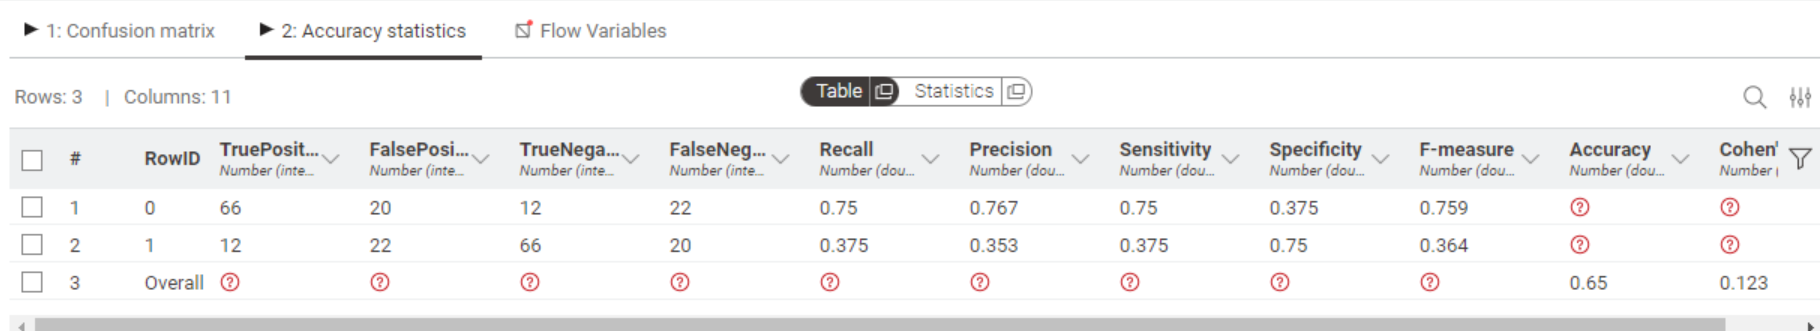 1: Confusion matrix 2: Accuracy statistics Flow Variables
Rows: 3 | Columns: 11 Table Statistics
# RowID TruePosit... FalsePosi... TrueNega... FalseNeg... Recall Precision Sensitivity Specificity F-measure Accuracy Cohen'
Number (inte... Number (inte... Number (inte... Number (inte... Number (dou... Number (dou... Number (dou... Number (dou... Number (dou... Number (dou... Number (
1 0 66 20 12 22 0.75 0.767 0.75 0.375 0.759 ? ?
2 1 12 22 66 20 0.375 0.353 0.375 0.75 0.364 ? ?
3 Overall ? ? ? ? ? ? ? ? ? 0.65 0.123